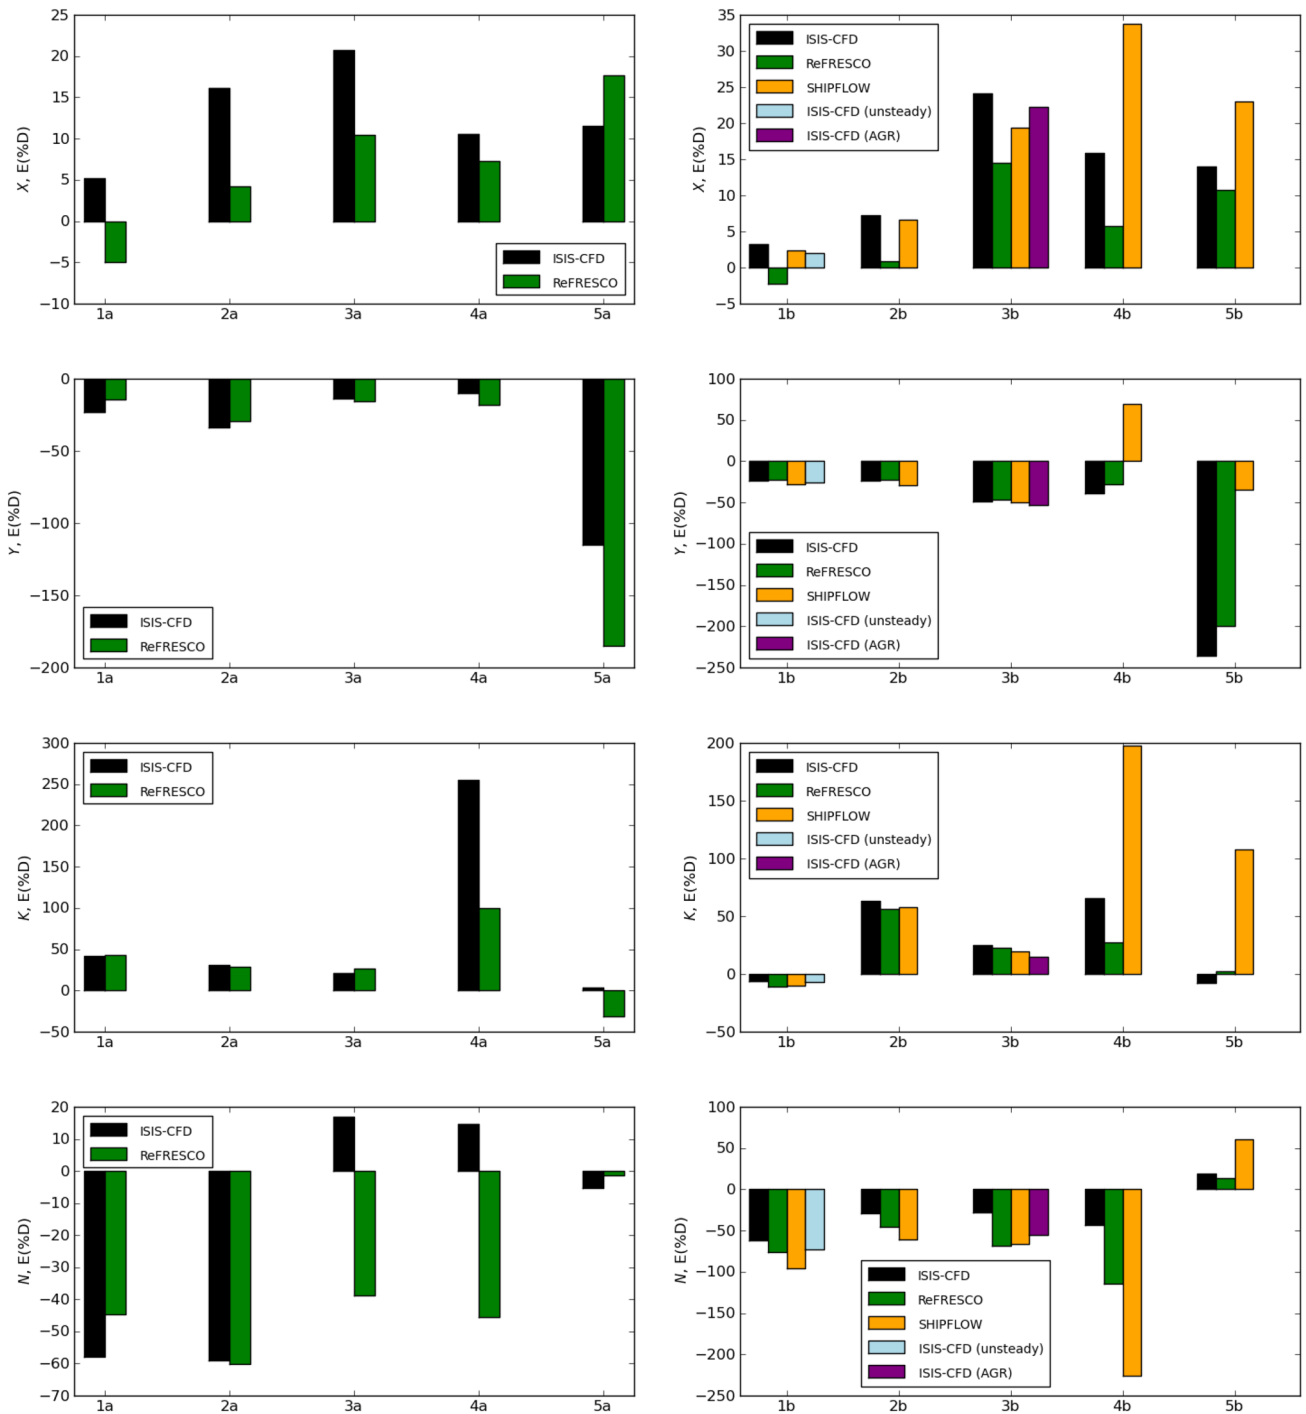 25
20
15
10
5
0
−5
−10
X, E(%D)
ISIS-CFD
ReFRESCO
1a 2a 3a 4a 5a
35
30
25
20
15
10
5
0
−5
X, E(%D)
ISIS-CFD
ReFRESCO
SHIPFLOW
ISIS-CFD (unsteady)
ISIS-CFD (AGR)
1b 2b 3b 4b 5b
0
−50
−100
−150
−200
Y, E(%D)
ISIS-CFD
ReFRESCO
1a 2a 3a 4a 5a
100
50
0
−50
−100
−150
−200
−250
Y, E(%D)
ISIS-CFD
ReFRESCO
SHIPFLOW
ISIS-CFD (unsteady)
ISIS-CFD (AGR)
1b 2b 3b 4b 5b
300
250
200
150
100
50
0
−50
K, E(%D)
ISIS-CFD
ReFRESCO
1a 2a 3a 4a 5a
200
150
100
50
0
−50
K, E(%D)
ISIS-CFD
ReFRESCO
SHIPFLOW
ISIS-CFD (unsteady)
ISIS-CFD (AGR)
1b 2b 3b 4b 5b
20
10
0
−10
−20
−30
−40
−50
−60
−70
N, E(%D)
ISIS-CFD
ReFRESCO
1a 2a 3a 4a 5a
100
50
0
−50
−100
−150
−200
−250
N, E(%D)
ISIS-CFD
ReFRESCO
SHIPFLOW
ISIS-CFD (unsteady)
ISIS-CFD (AGR)
1b 2b 3b 4b 5b